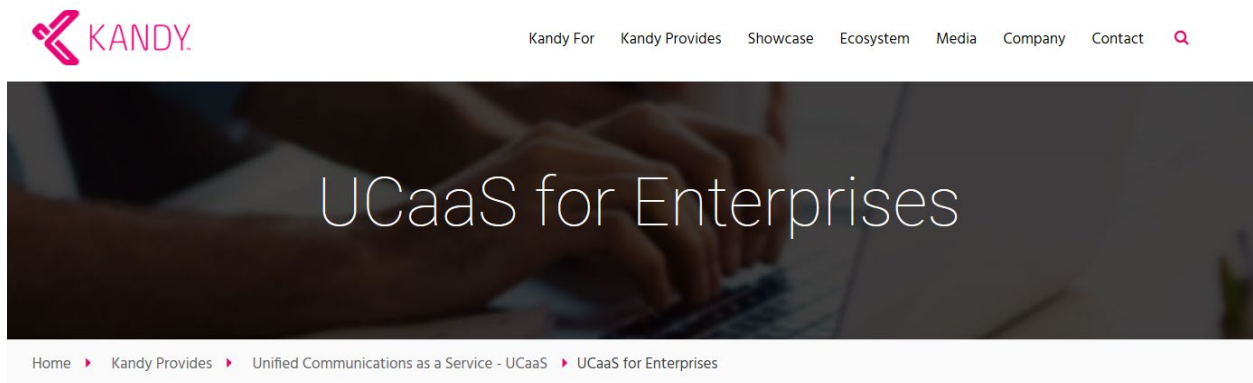 KANDY™
Kandy For Kandy Provides Showcase Ecosystem Media Company Contact
UCaaS for Enterprises
Home Kandy Provides Unified Communications as a Service - UCaaS UCaaS for Enterprises